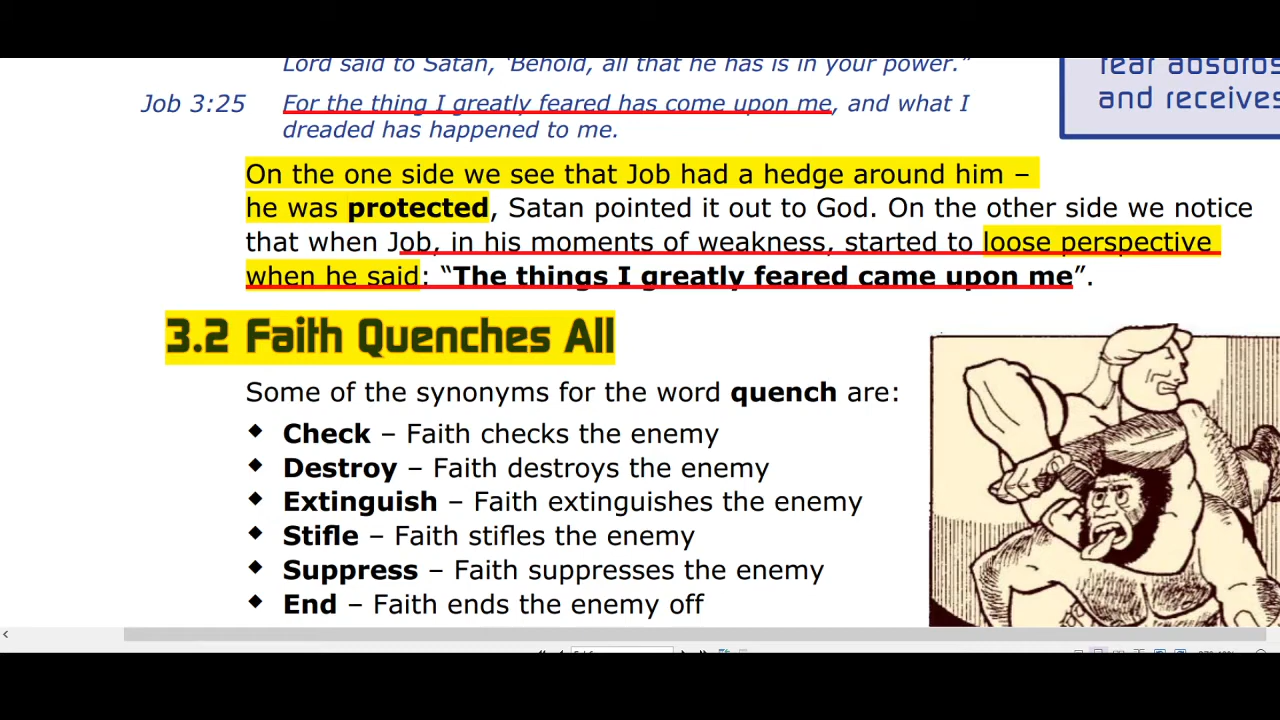 Lord said to Satan, 'Behold, all that he has is in your power."
fear absorbs
Job 3:25 For the thing I greatly feared has come upon me, and what I
and receives
dreaded has happened to me.
On the one side we see that Job had a hedge around him –
he was protected, Satan pointed it out to God. On the other side we notice
that when Job, in his moments of weakness, started to loose perspective
when he said: "The things I greatly feared came upon me".
3.2 Faith Quenches All
Some of the synonyms for the word quench are:
◆ Check – Faith checks the enemy
◆ Destroy – Faith destroys the enemy
◆ Extinguish – Faith extinguishes the enemy
◆ Stifle – Faith stifles the enemy
◆ Suppress – Faith suppresses the enemy
◆ End – Faith ends the enemy off